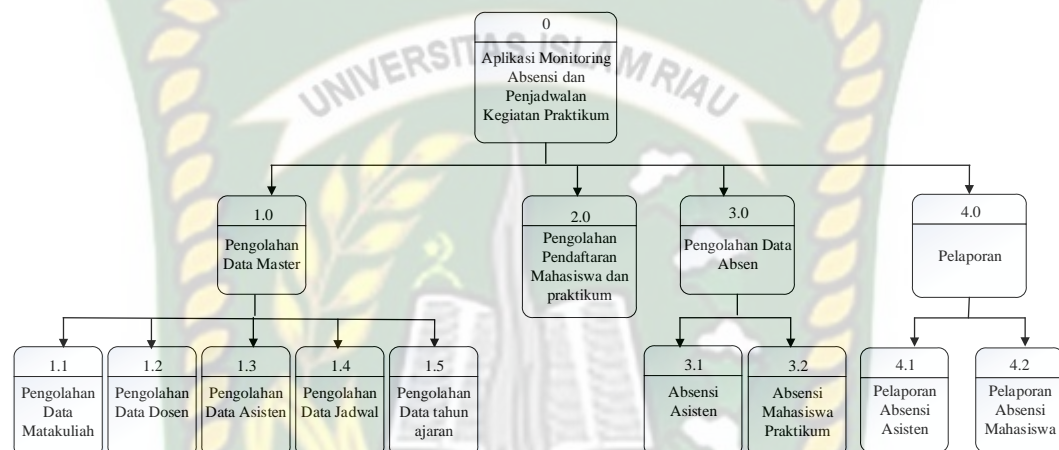 UNIVERSITAS ISLAM RIAU
0
Aplikasi Monitoring
Absensi dan
Penjadwalan
Kegiatan Praktikum
1.0
Pengolahan
Data Master
2.0
Pengolahan
Pendaftaran
Mahasiswa dan
praktikum
3.0
Pengolahan Data
Absen
4.0
Pelaporan
1.1
Pengolahan
Data
Matakuliah
1.2
Pengolahan
Data Dosen
1.3
Pengolahan
Data Asisten
1.4
Pengolahan
Data Jadwal
1.5
Pengolahan
Data tahun
ajaran
3.1
Absensi
Asisten
3.2
Absensi
Mahasiswa
Praktikum
4.1
Pelaporan
Absensi
Asisten
4.2
Pelaporan
Absensi
Mahasiswa